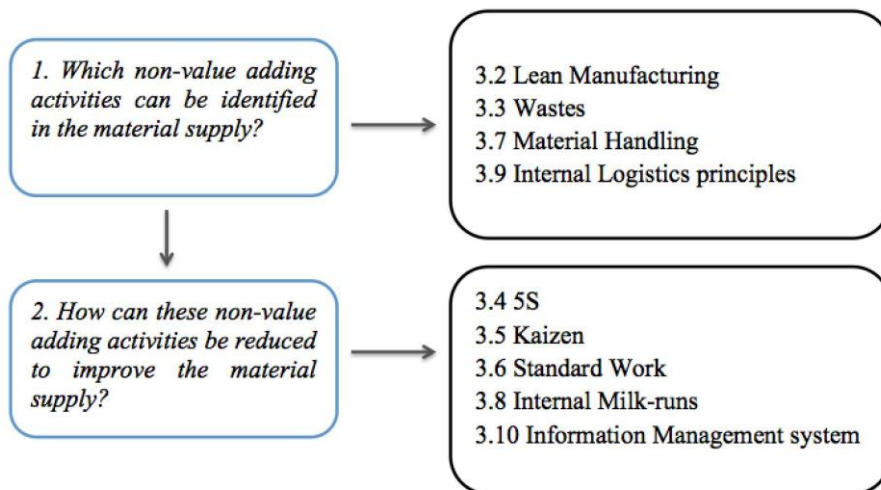 1. Which non-value adding
activities can be identified
in the material supply?
3.2 Lean Manufacturing
3.3 Wastes
3.7 Material Handling
3.9 Internal Logistics principles
2. How can these non-value
adding activities be reduced
to improve the material
supply?
3.4 5S
3.5 Kaizen
3.6 Standard Work
3.8 Internal Milk-runs
3.10 Information Management system